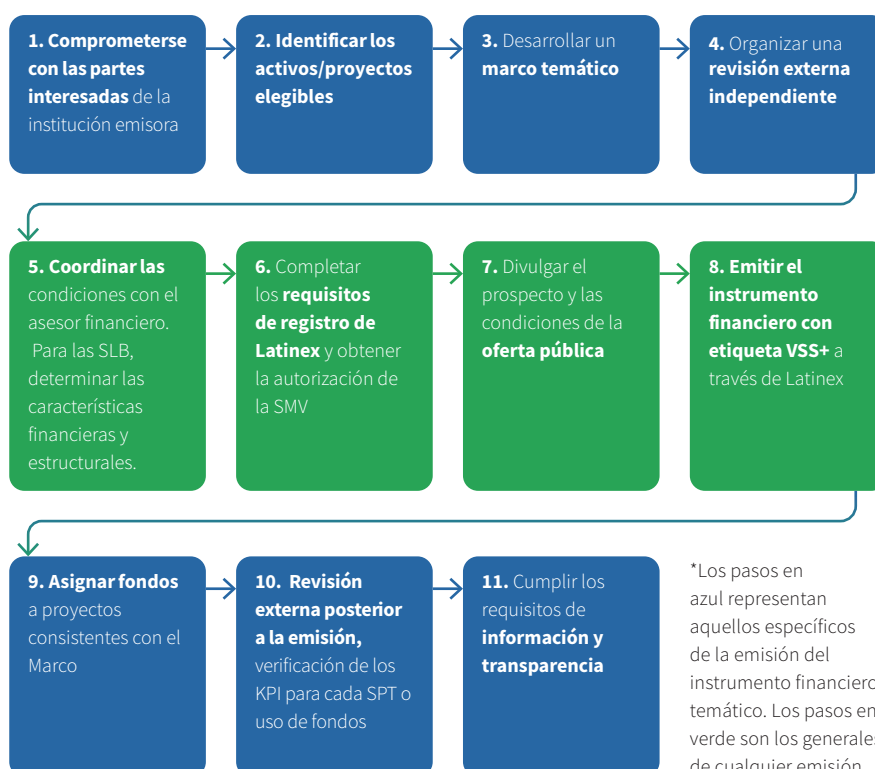 1. Comprometerse
con las partes
interesadas de la
institución emisora
2. Identificar los
activos/proyectos
elegibles
3. Desarrollar un
marco temático
4. Organizar una
revisión externa
independiente
5. Coordinar las
condiciones con el
asesor financiero.
Para las SLB,
determinar las
características
financieras y
estructurales.
6. Completar
los requisitos
de registro de
Latinex y obtener
la autorización de
la SMV
7. Divulgar el
prospecto y las
condiciones de la
oferta pública
8. Emitir el
instrumento
financiero con
etiqueta VSS+ a
través de Latinex
9. Asignar fondos
a proyectos
consistentes con el
Marco
10. Revisión
externa posterior
a la emisión,
verificación de los
KPI para cada SPT o
uso de fondos
11. Cumplir los
requisitos de
información y
transparencia
*Los pasos en
azul representan
aquellos específicos
de la emisión del
instrumento financiero
temático. Los pasos en
verde son los generales
de cualquier emisión